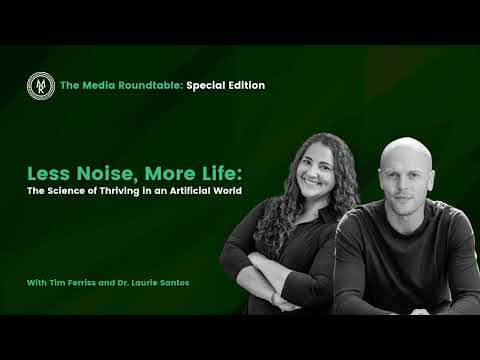 The Media Roundtable: Special Edition
Less Noise, More Life:
The Science of Thriving in an Artificial World
With Tim Ferriss and Dr. Laurie Santos